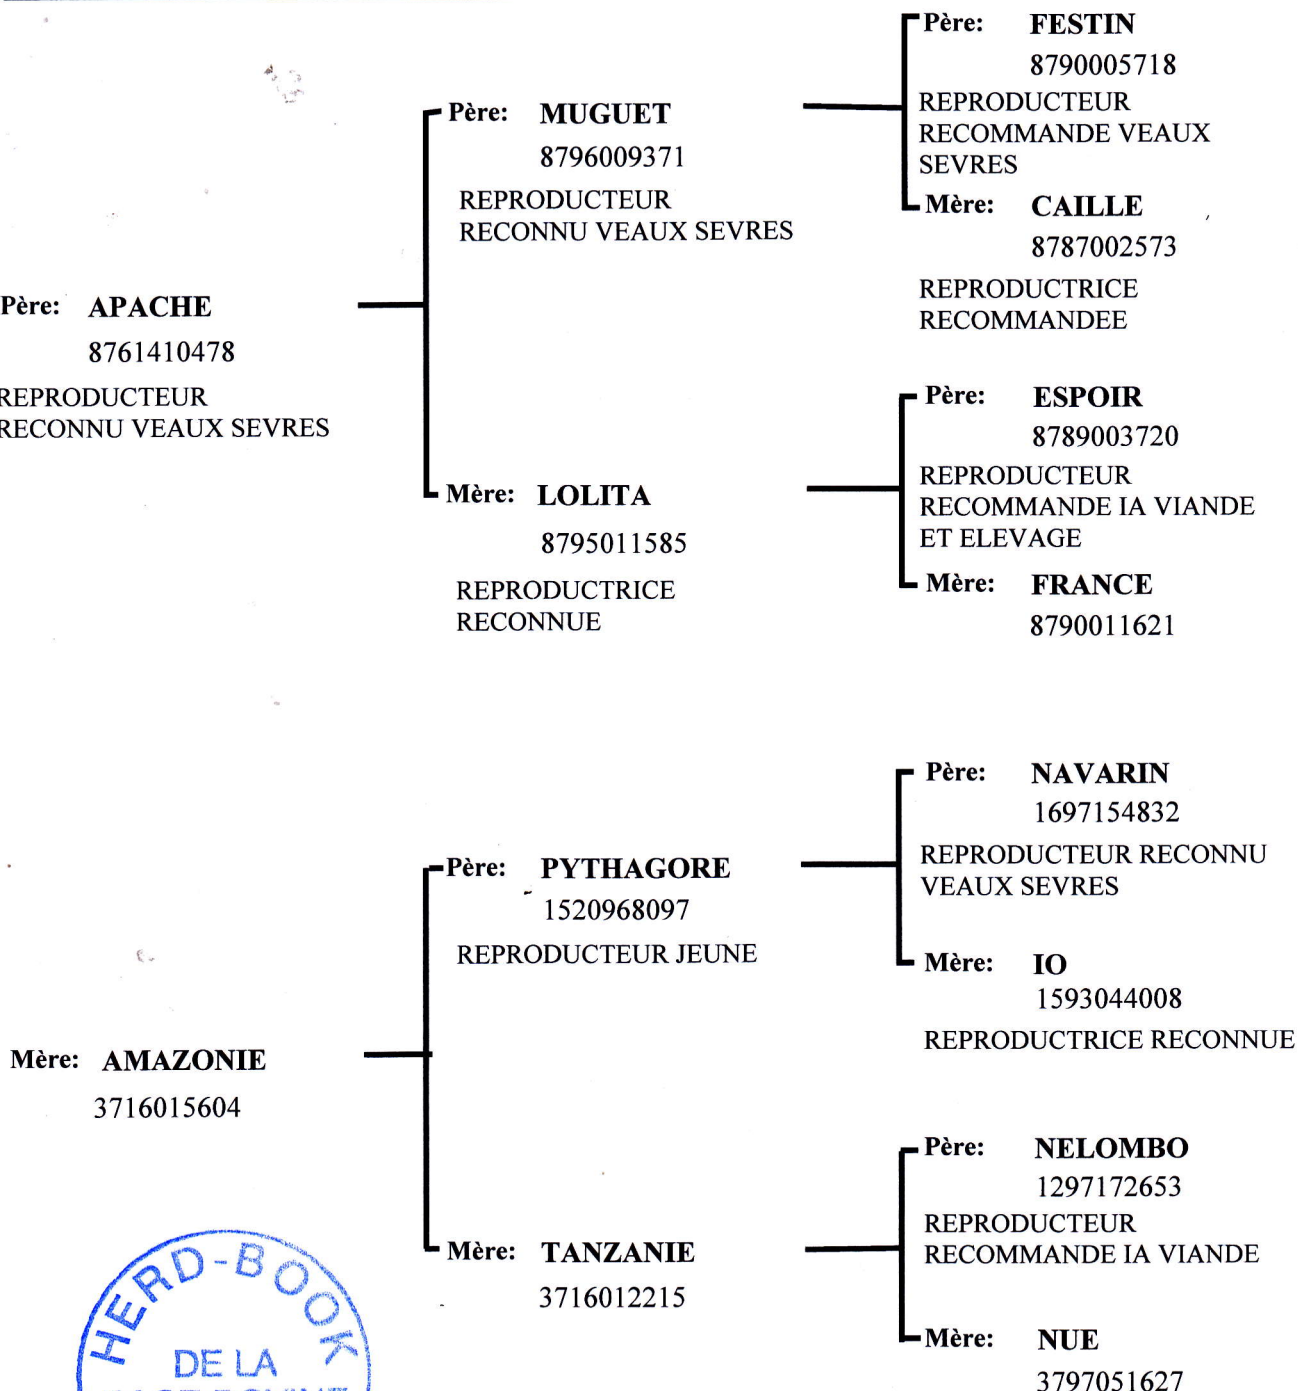 Père: FESTIN
8790005718
REPRODUCTEUR
RECOMMANDE VEAUX
SEVRES
Père: MUGUET
8796009371
REPRODUCTEUR
RECONNU VEAUX SEVRES
Mère: CAILLE
8787002573
REPRODUCTRICE
RECOMMANDEE
Père: APACHE
8761410478
REPRODUCTEUR
RECONNU VEAUX SEVRES
Père: ESPOIR
8789003720
REPRODUCTEUR
RECOMMANDE IA VIANDE
ET ELEVAGE
Mère: LOLITA
8795011585
REPRODUCTRICE
RECONNUE
Mère: FRANCE
8790011621
Père: NAVARIN
1697154832
REPRODUCTEUR RECONNU
VEAUX SEVRES
Père: PYTHAGORE
1520968097
REPRODUCTEUR JEUNE
Mère: IO
1593044008
REPRODUCTRICE RECONNUE
Mère: AMAZONIE
3716015604
Père: NELOMBO
1297172653
REPRODUCTEUR
RECOMMANDE IA VIANDE
Mère: TANZANIE
3716012215
Mère: NUE
3797051627
HERD-BOOK
DE LA